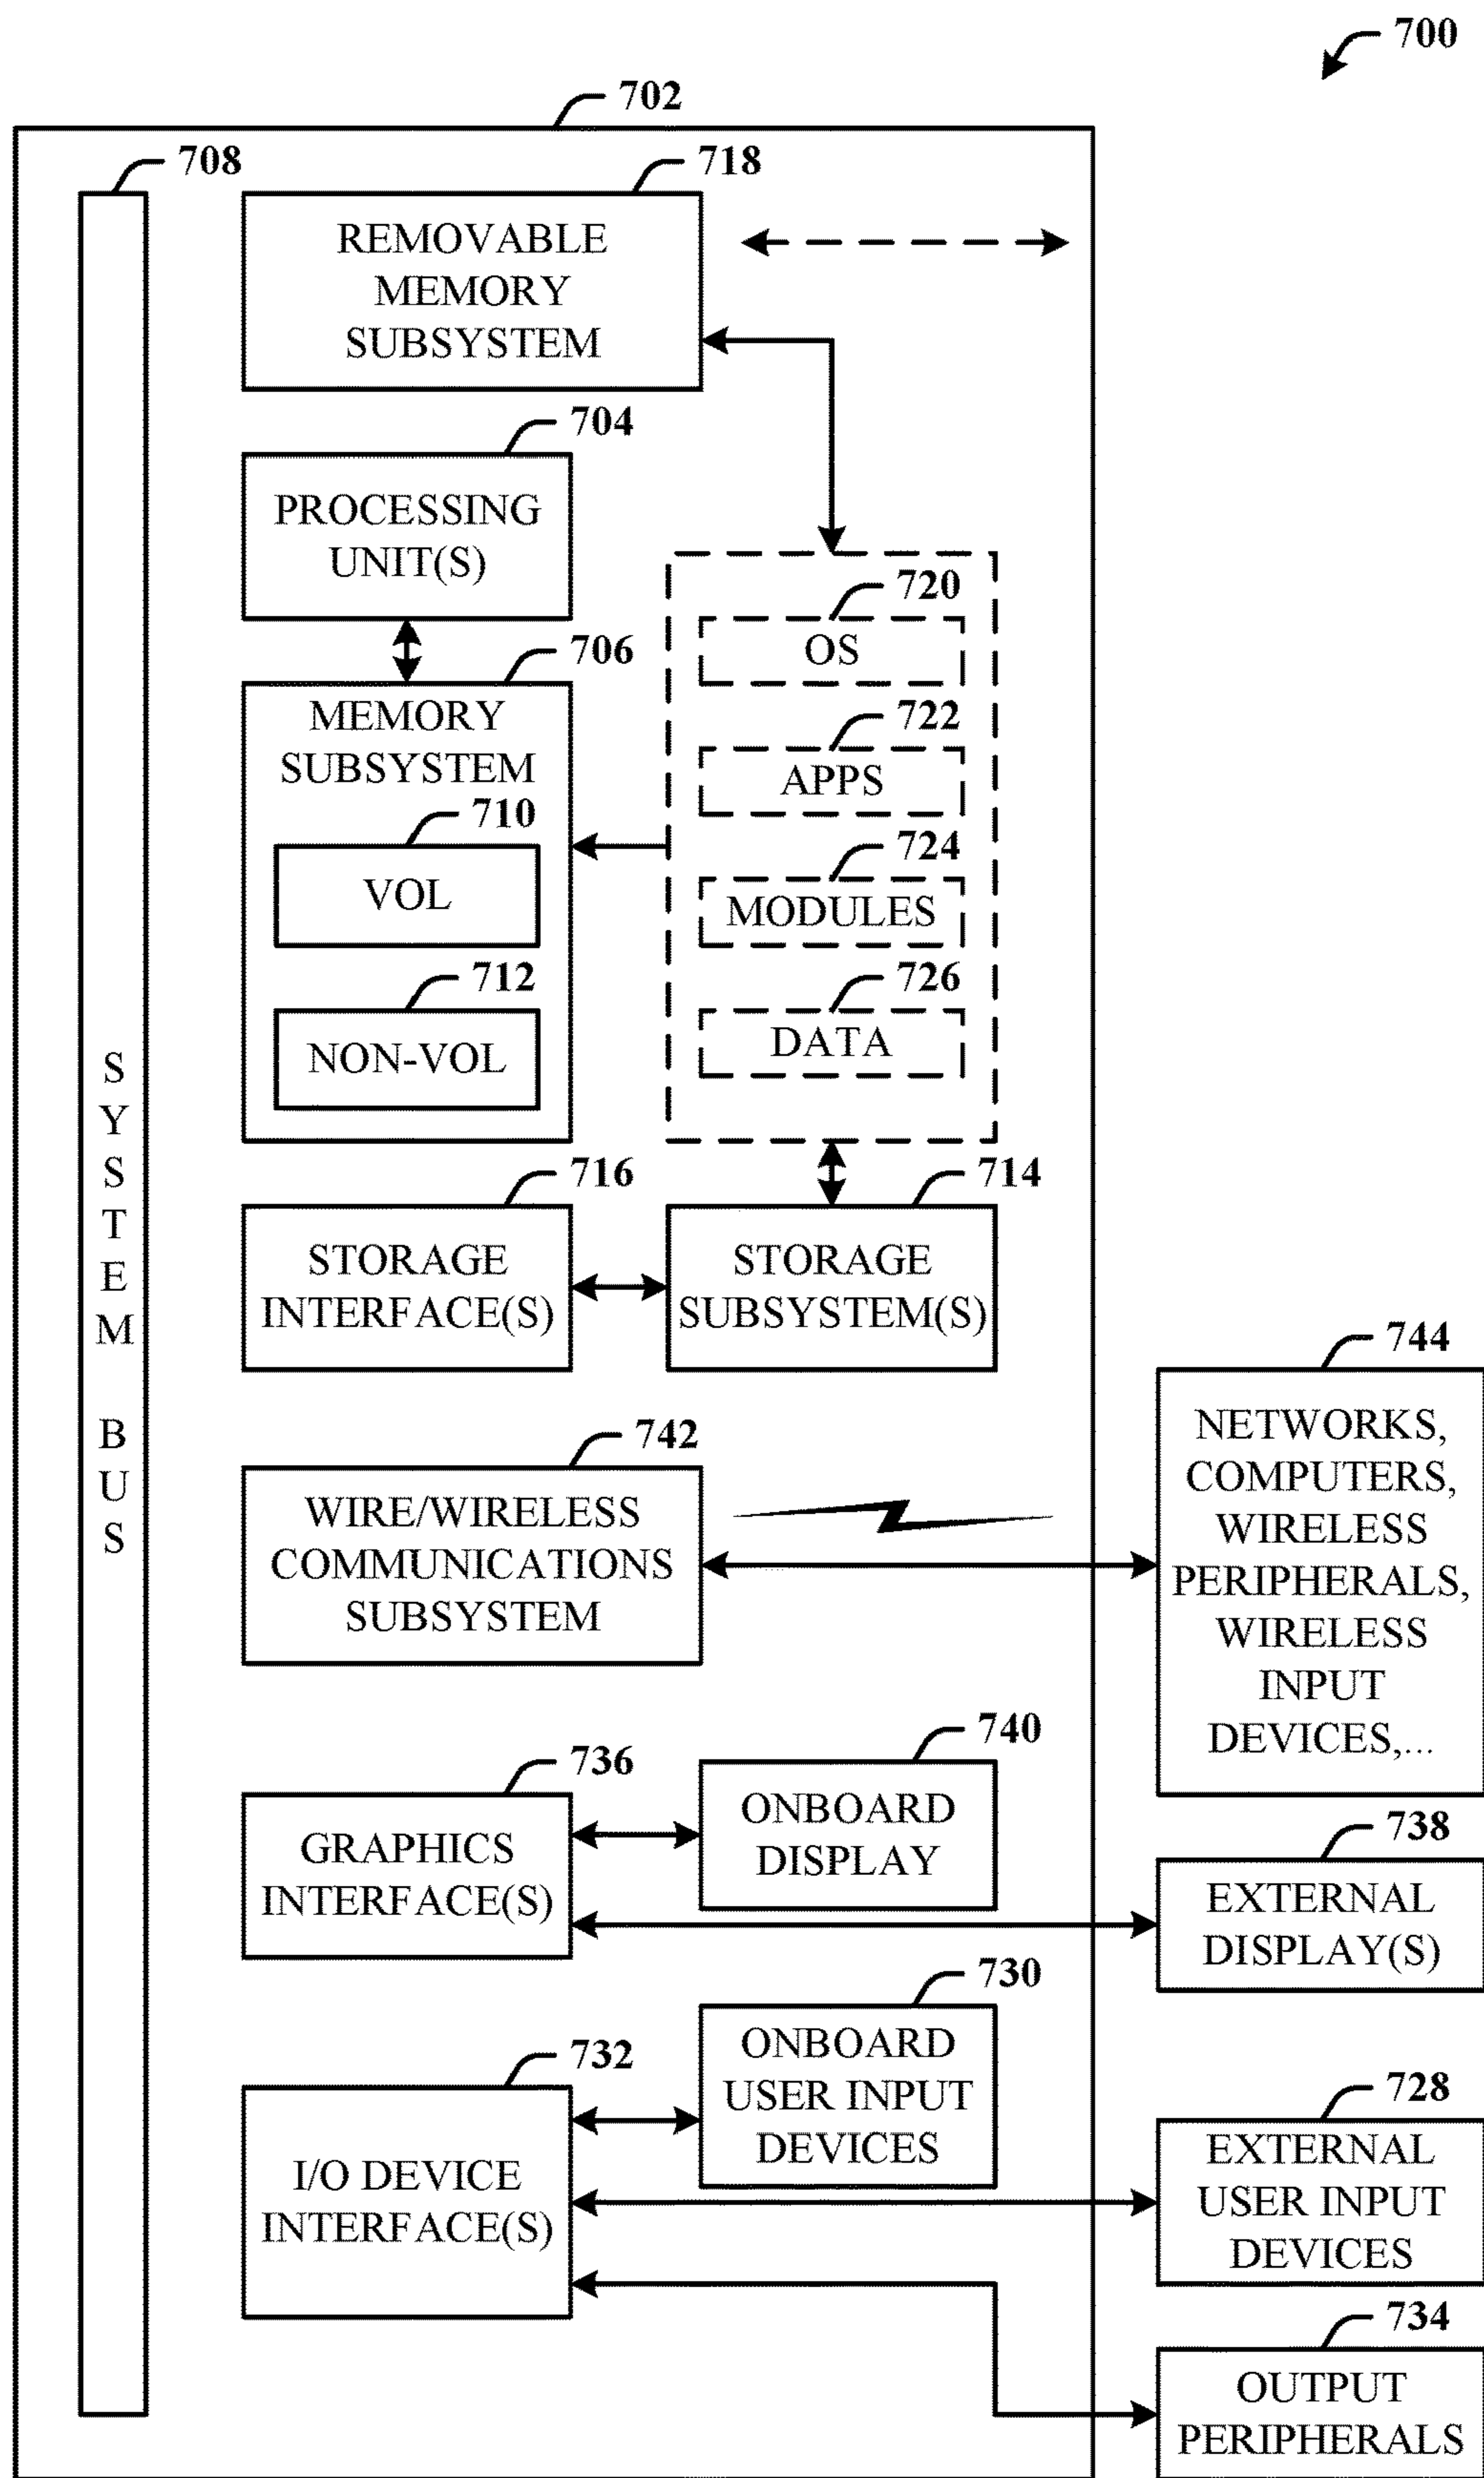 700
702
708
718
REMOVABLE
MEMORY
SUBSYSTEM
704
PROCESSING
UNIT(S)
720
OS
706
MEMORY
SUBSYSTEM
722
APPS
710
VOL
724
MODULES
712
NON-VOL
726
DATA
SYSTEM BUS
716
STORAGE
INTERFACE(S)
714
STORAGE
SUBSYSTEM(S)
744
NETWORKS,
COMPUTERS,
WIRELESS
PERIPHERALS,
WIRELESS
INPUT
DEVICES,...
742
WIRE/WIRELESS
COMMUNICATIONS
SUBSYSTEM
740
ONBOARD
DISPLAY
736
GRAPHICS
INTERFACE(S)
738
EXTERNAL
DISPLAY(S)
730
ONBOARD
USER INPUT
DEVICES
732
I/O DEVICE
INTERFACE(S)
728
EXTERNAL
USER INPUT
DEVICES
734
OUTPUT
PERIPHERALS